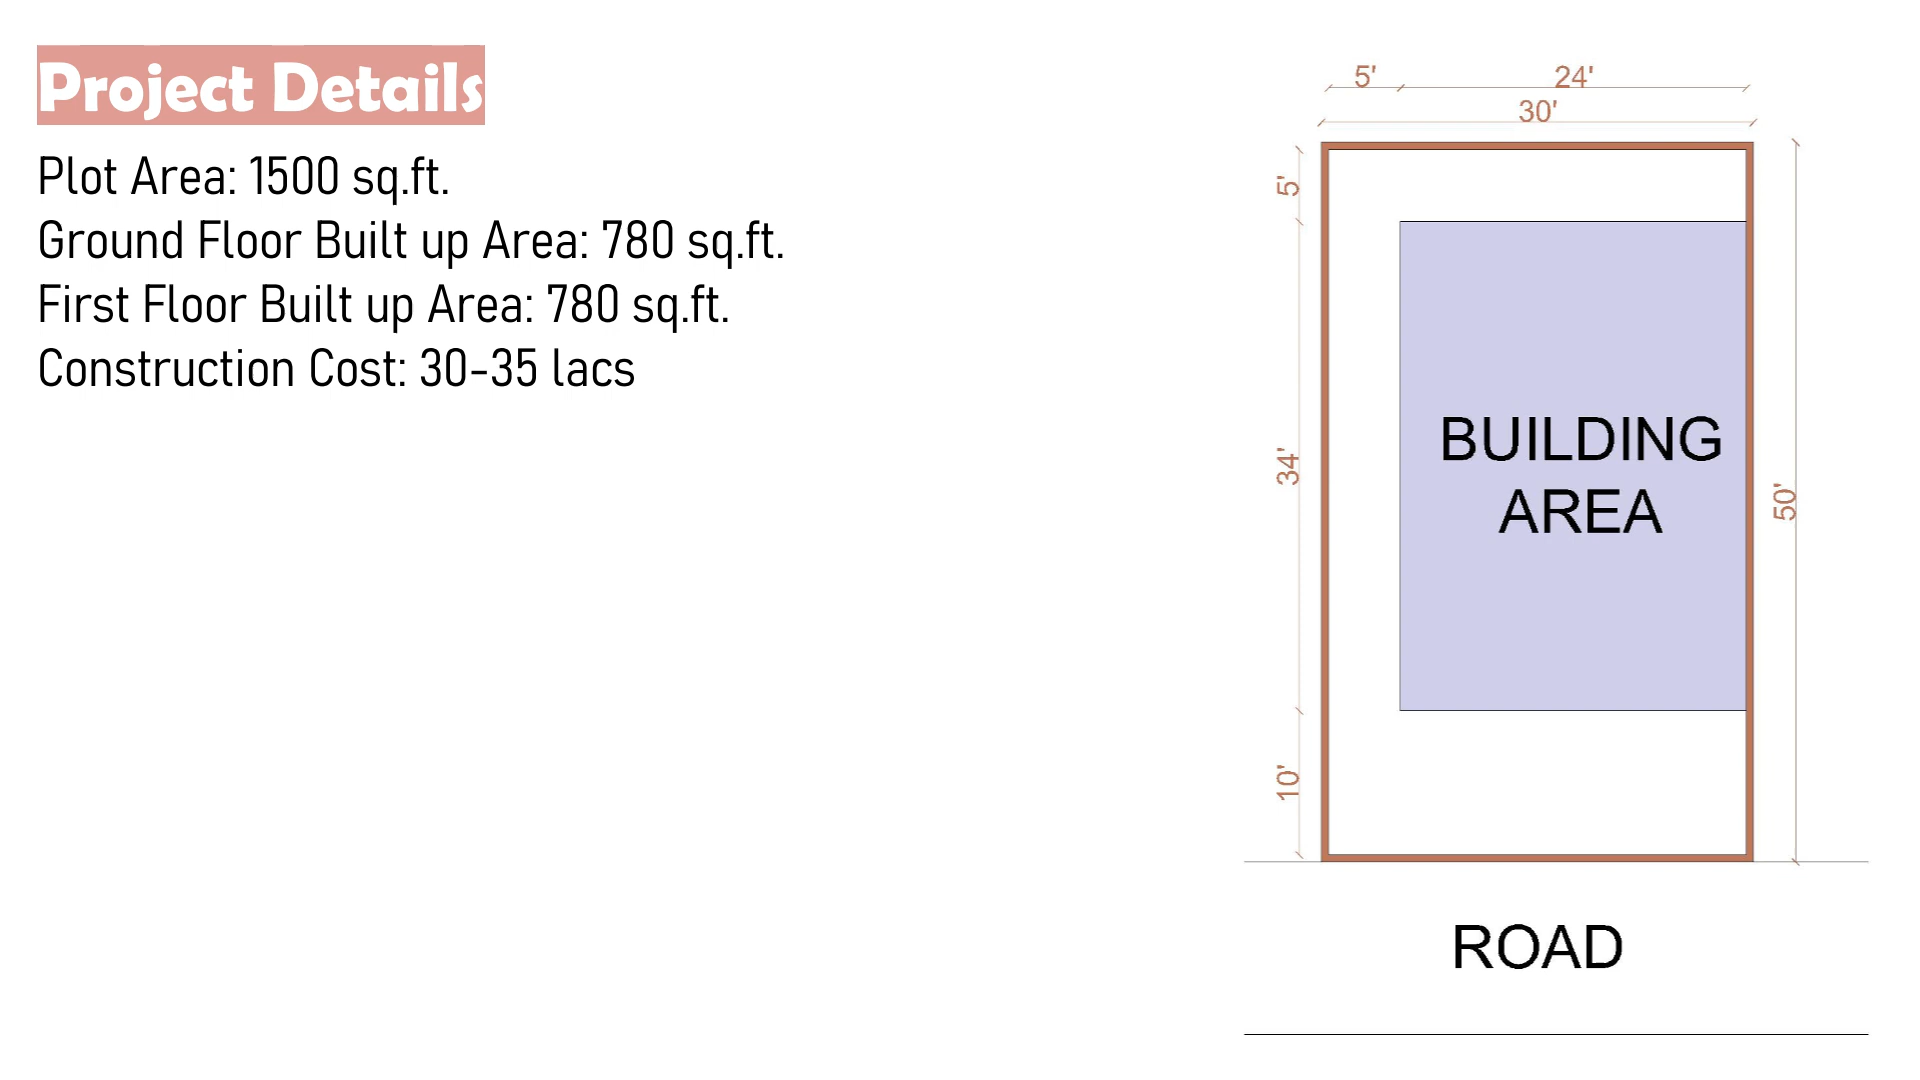 Project Details
Plot Area: 1500 sq.ft.
Ground Floor Built up Area: 780 sq.ft.
First Floor Built up Area: 780 sq.ft.
Construction Cost: 30-35 lacs
5' 24'
30'
5'
34'
10'
50'
BUILDING
AREA
ROAD